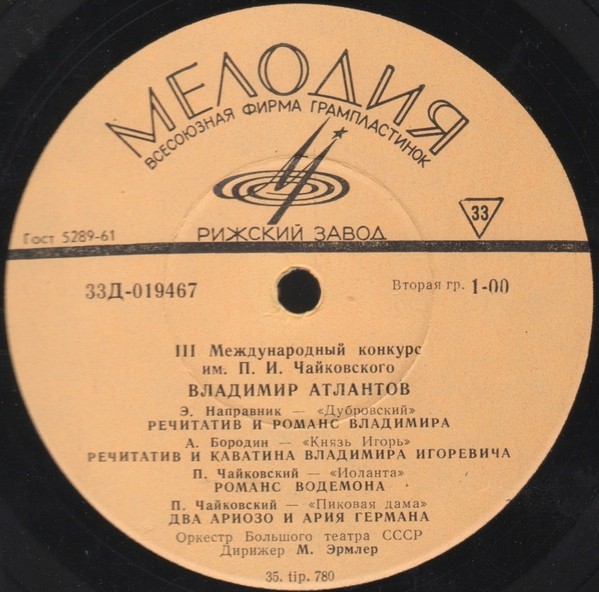 МЕЛОДИЯ
ВСЕСОЮЗНАЯ ФИРМА ГРАМПЛАСТИНОК
РИЖСКИЙ ЗАВОД
33
Гост 5289-61
33Д-019467
Вторая гр. 1-00
III Международный конкурс
им. П. И. Чайковского
ВЛАДИМИР АТЛАНТОВ
Э. Направник — «Дубровский»
РЕЧИТАТИВ И РОМАНС ВЛАДИМИРА
А. Бородин — «Князь Игорь»
РЕЧИТАТИВ И КАВАТИНА ВЛАДИМИРА ИГОРЕВИЧА
П. Чайковский — «Иоланта»
РОМАНС ВОДЕМОНА
П. Чайковский — «Пиковая дама»
ДВА АРИОЗО И АРИЯ ГЕРМАНА
Оркестр Большого театра СССР
Дирижер М. Эрмлер
35. tip. 780